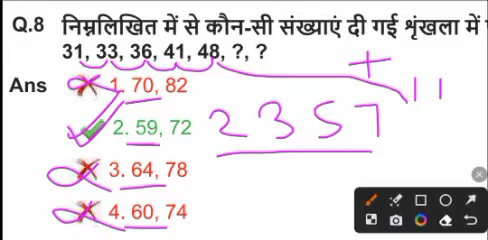 Q.8 निम्नलिखित में से कौन-सी संख्याएं दी गई शृंखला में
31, 33, 36, 41, 48, ?, ?
Ans 1. 70, 82
2. 59, 72
3. 64, 78
4. 60, 74
+ 11
2 3 5 7